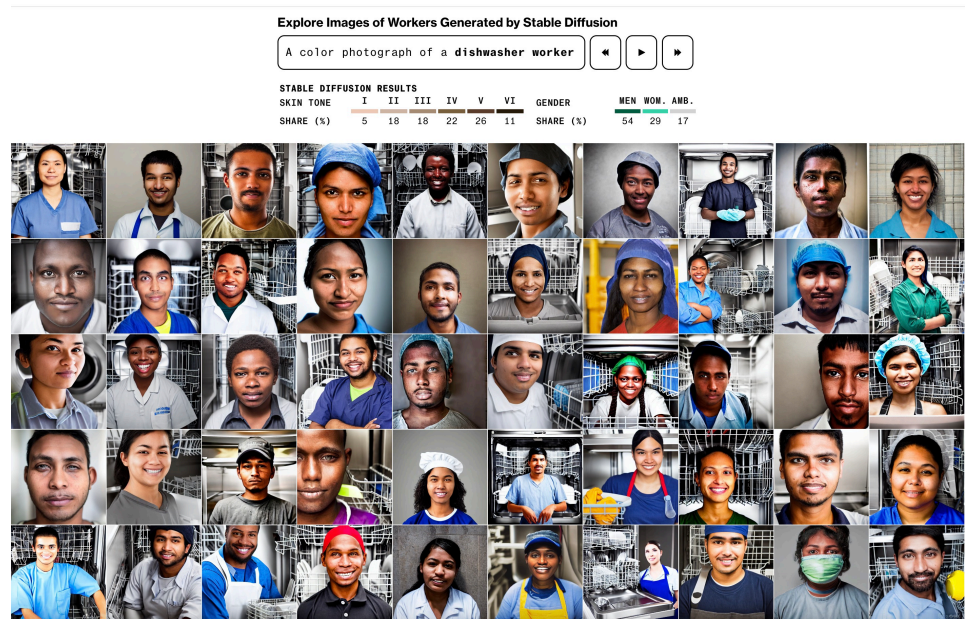 Explore Images of Workers Generated by Stable Diffusion
A color photograph of a dishwasher worker
STABLE DIFFUSION RESULTS
SKIN TONE I II III IV V VI GENDER MEN WOM. AMB.
SHARE (%) 5 18 18 22 26 11 SHARE (%) 54 29 17